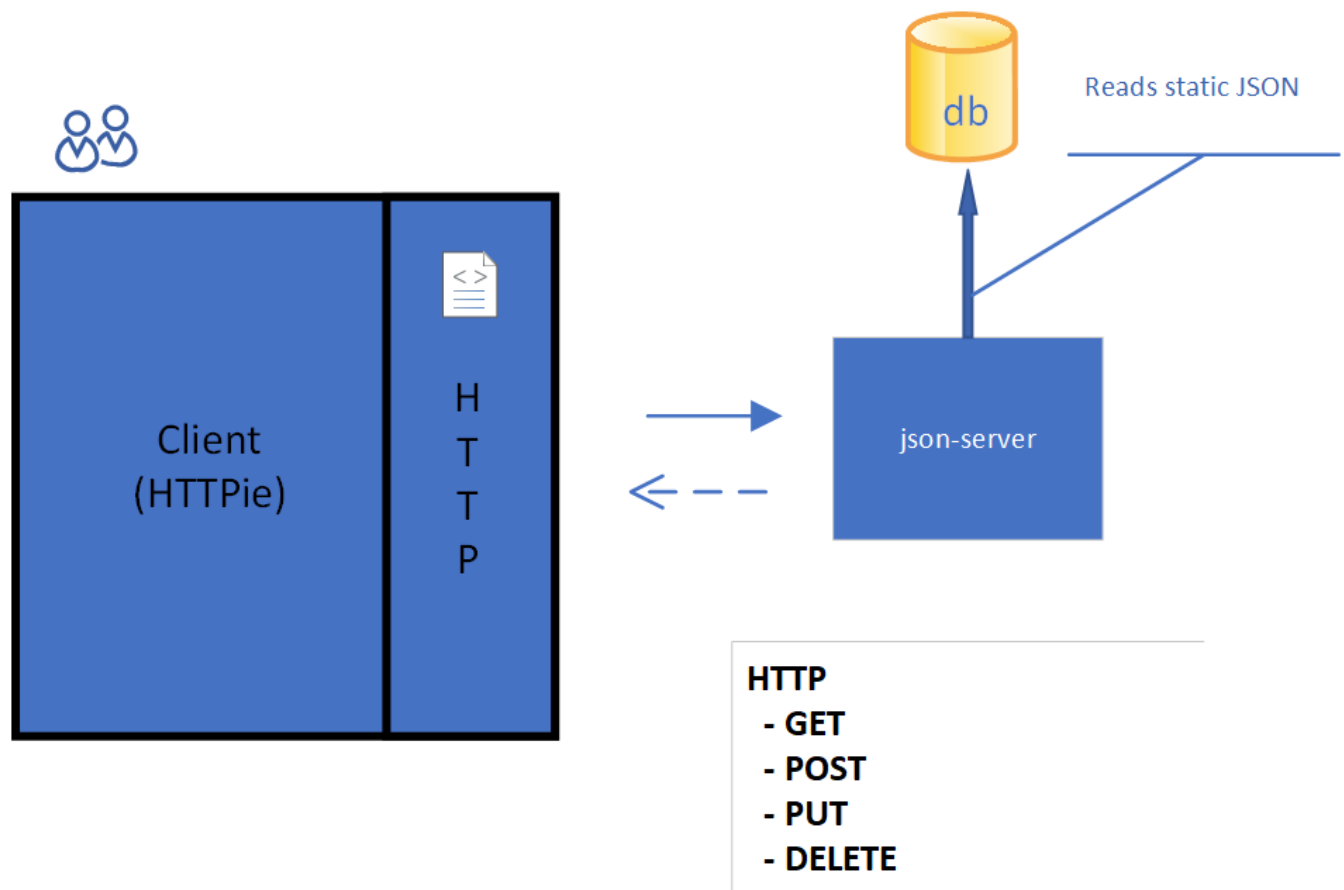 db
Reads static JSON
< >
H
T
T
P
Client
(HTTPie)
json-server
HTTP
- GET
- POST
- PUT
- DELETE